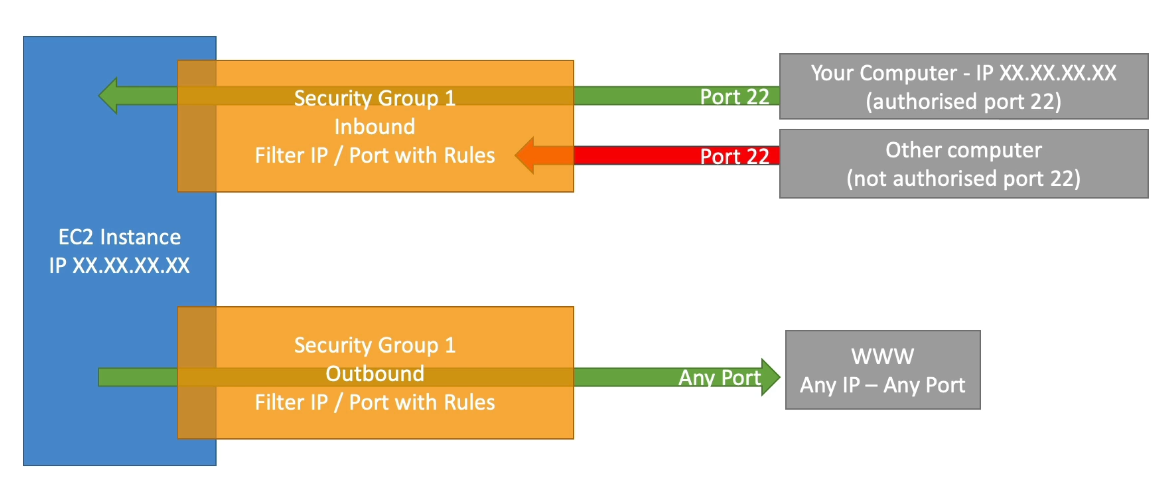 Your Computer - IP XX.XX.XX.XX
(authorised port 22)
Port 22
Security Group 1
Inbound
Filter IP / Port with Rules
Port 22
Other computer
(not authorised port 22)
EC2 Instance
IP XX.XX.XX.XX
Security Group 1
Outbound
Filter IP / Port with Rules
Any Port
WWW
Any IP – Any Port